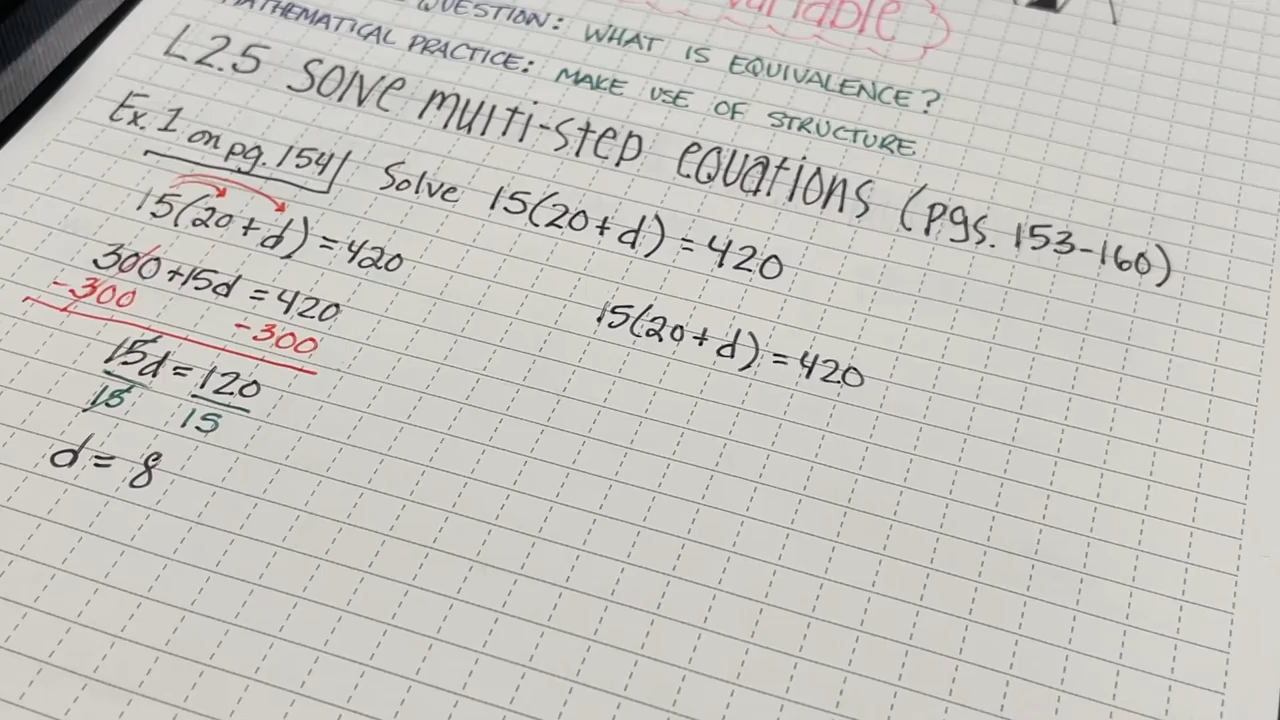 variable
QUESTION: WHAT IS EQUIVALENCE?
MATHEMATICAL PRACTICE: MAKE USE OF STRUCTURE
L2.5 Solve multi-step equations (pgs. 153-160)
Ex. 1 on pg. 154 Solve 15(20+d) = 420
15(20+d) = 420
300+15d = 420
-300 -300
15d = 120
15 15
d = 8
15(20+d) = 420